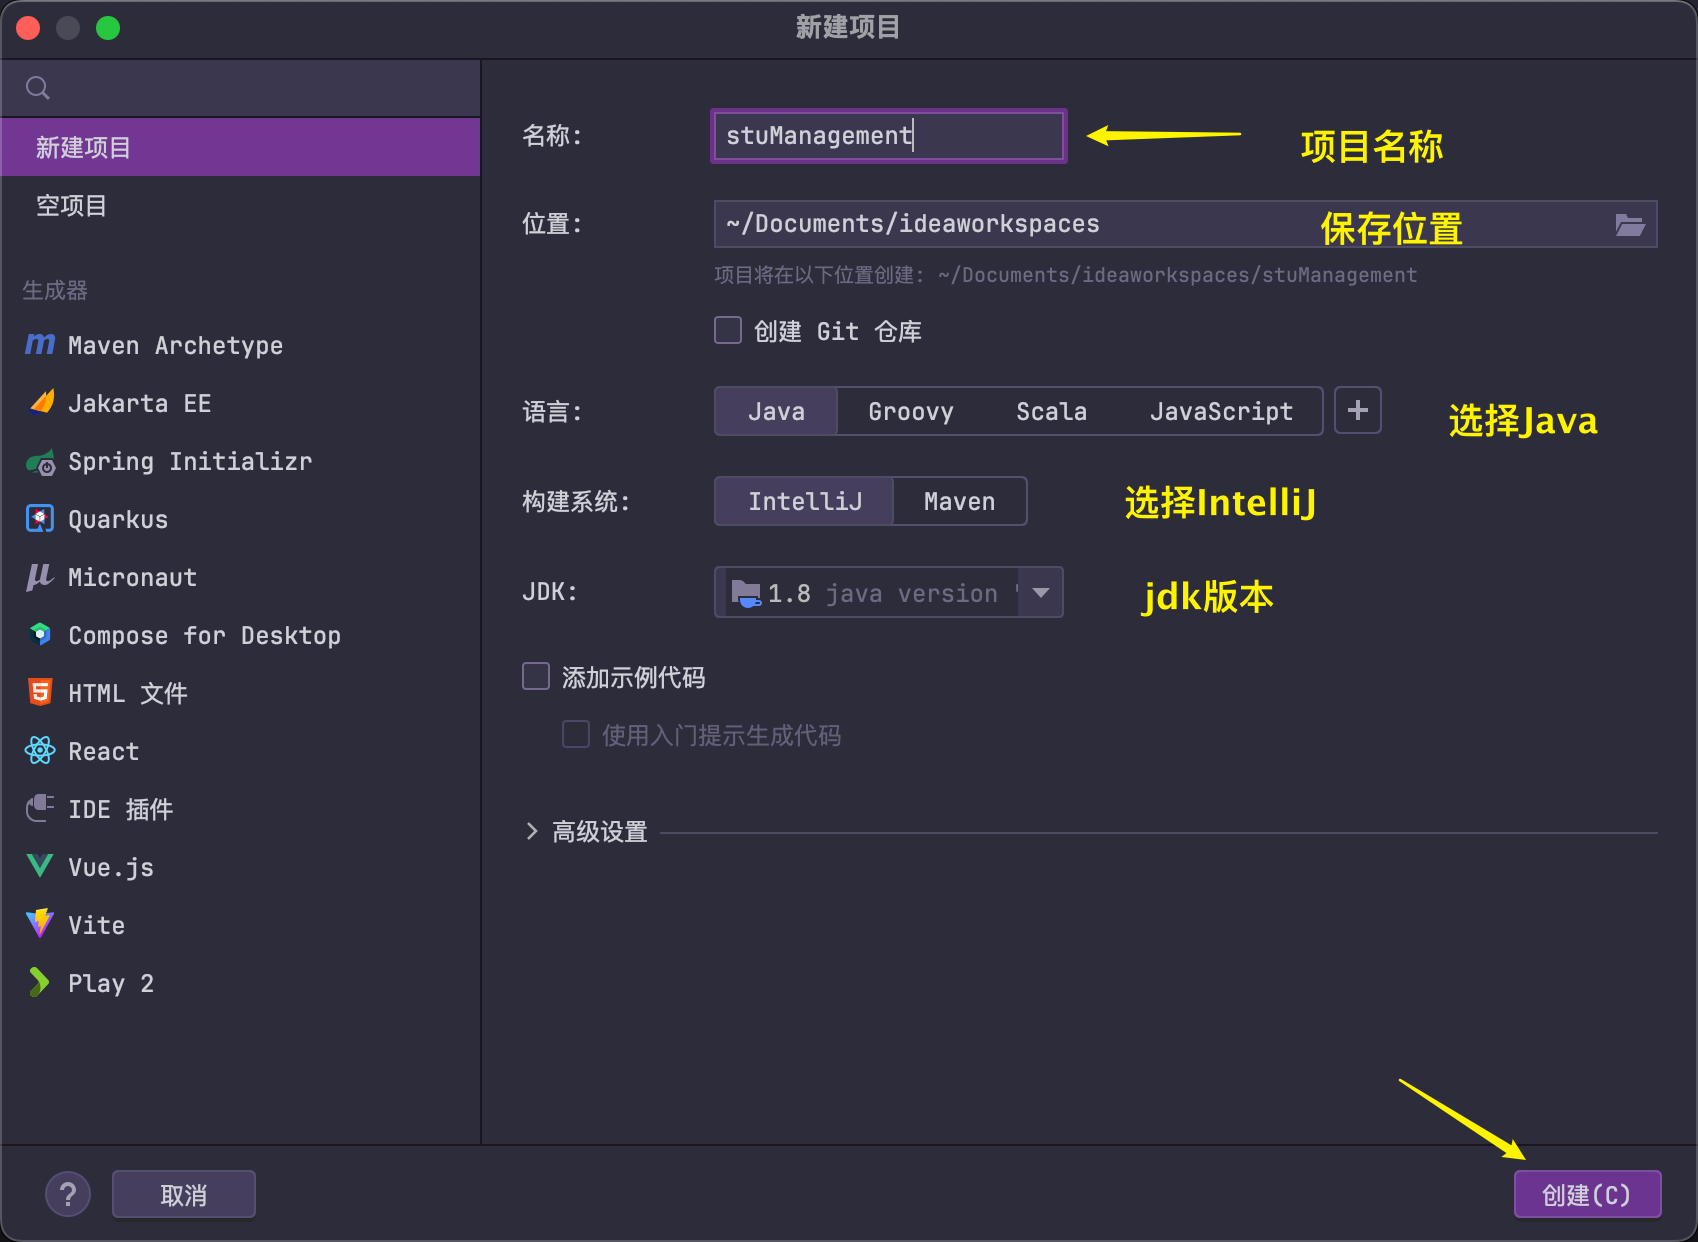 新建项目
新建项目
空项目
生成器
Maven Archetype
Jakarta EE
Spring Initializr
Quarkus
Micronaut
Compose for Desktop
HTML 文件
React
IDE 插件
Vue.js
Vite
Play 2
名称:
stuManagement
项目名称
位置:
~/Documents/ideaworkspaces
保存位置
项目将在以下位置创建: ~/Documents/ideaworkspaces/stuManagement
创建 Git 仓库
语言:
Java
Groovy
Scala
JavaScript
+
选择Java
构建系统:
IntelliJ
Maven
选择IntelliJ
JDK:
1.8 java version '
jdk版本
添加示例代码
使用入门提示生成代码
高级设置
?
取消
创建(C)